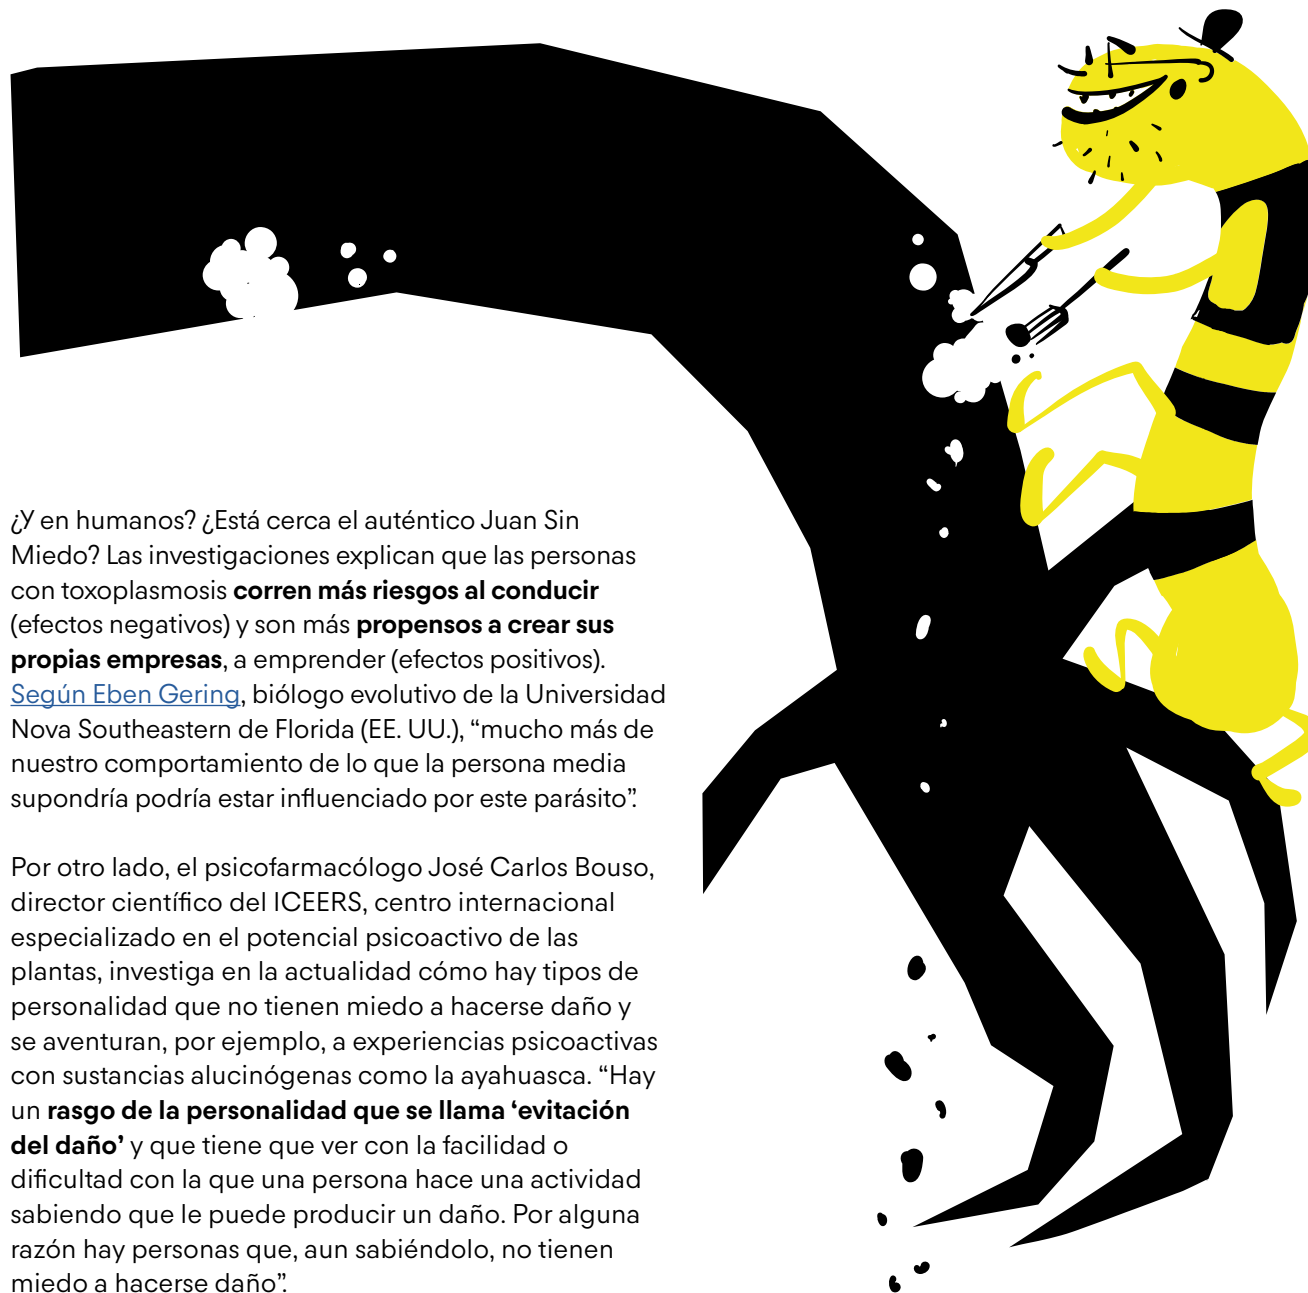 ¿Y en humanos? ¿Está cerca el auténtico Juan Sin
Miedo? Las investigaciones explican que las personas
con toxoplasmosis corren más riesgos al conducir
(efectos negativos) y son más propensos a crear sus
propias empresas, a emprender (efectos positivos).
Según Eben Gering, biólogo evolutivo de la Universidad
Nova Southeastern de Florida (EE. UU.), “mucho más de
nuestro comportamiento de lo que la persona media
supondría podría estar influenciado por este parásito”.
Por otro lado, el psicofarmacólogo José Carlos Bouso,
director científico del ICEERS, centro internacional
especializado en el potencial psicoactivo de las
plantas, investiga en la actualidad cómo hay tipos de
personalidad que no tienen miedo a hacerse daño y
se aventuran, por ejemplo, a experiencias psicoactivas
con sustancias alucinógenas como la ayahuasca. “Hay
un rasgo de la personalidad que se llama ‘evitación
del daño’ y que tiene que ver con la facilidad o
dificultad con la que una persona hace una actividad
sabiendo que le puede producir un daño. Por alguna
razón hay personas que, aun sabiéndolo, no tienen
miedo a hacerse daño”.